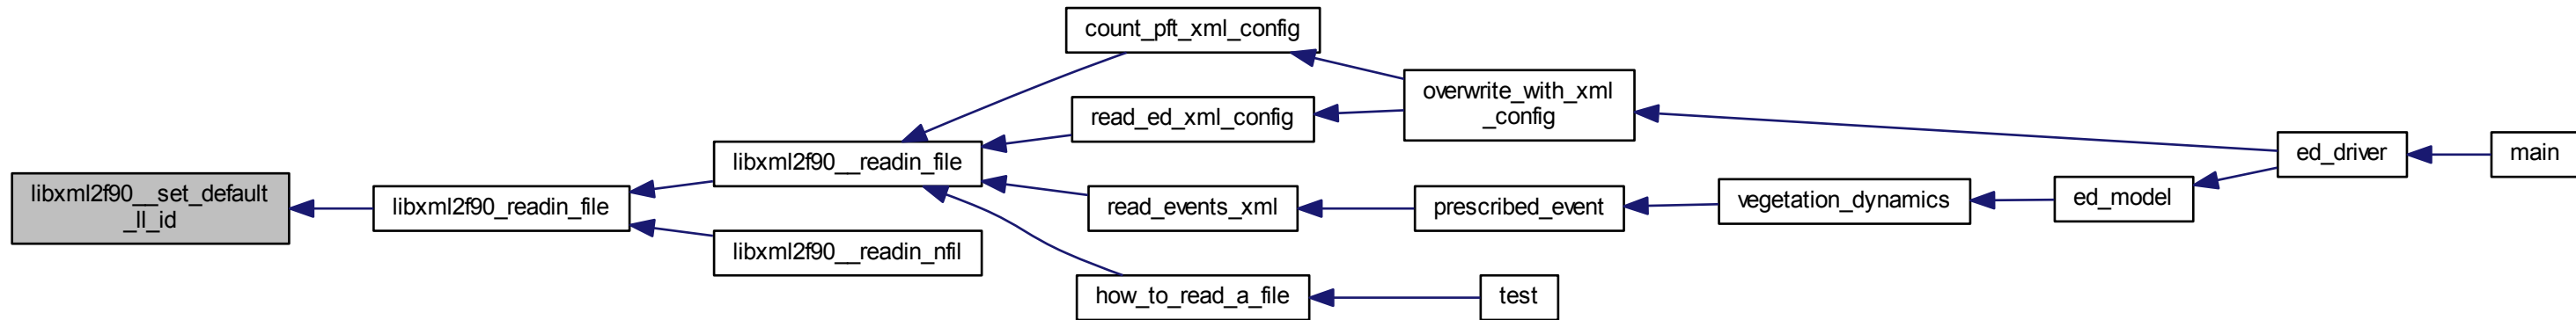 libxml2f90__set_default
_ll_id
libxml2f90_readin_file
libxml2f90__readin_file
libxml2f90__readin_nfil
count_pft_xml_config
read_ed_xml_config
read_events_xml
how_to_read_a_file
overwrite_with_xml
_config
prescribed_event
test
vegetation_dynamics
ed_model
ed_driver
main